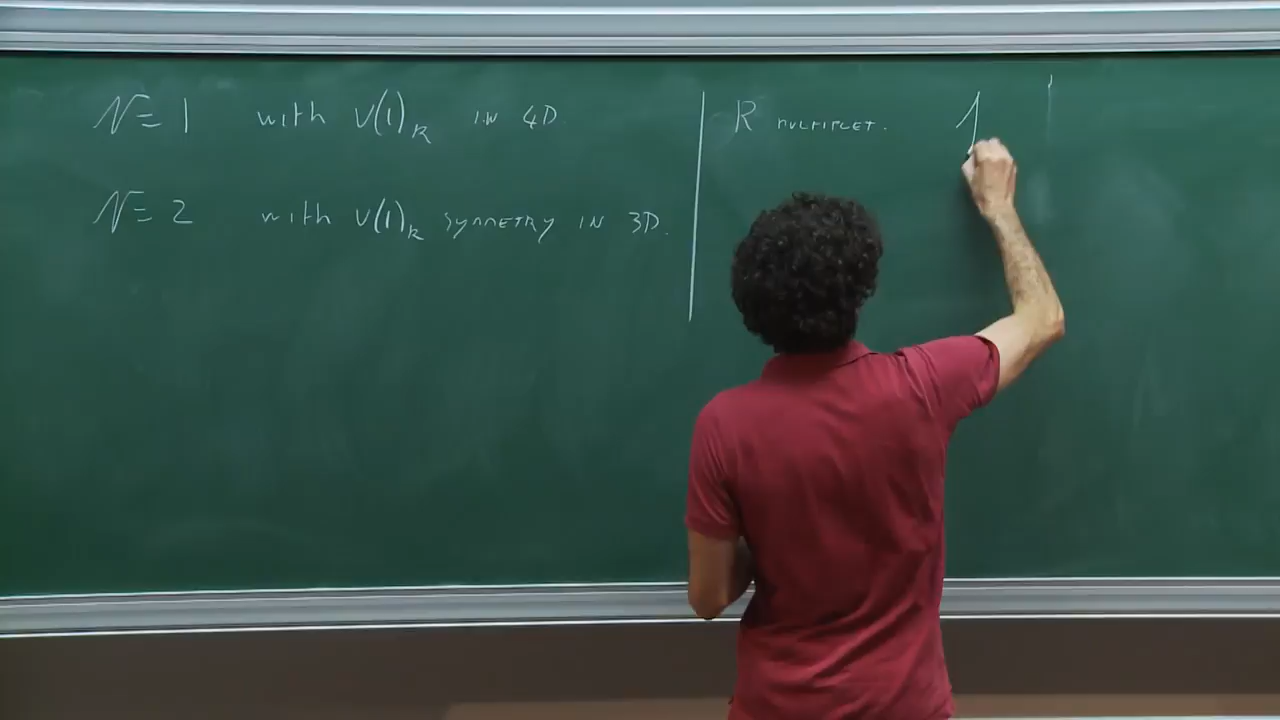 N=1 with U(1)_R IN 4D
N=2 with U(1)_R SYMMETRY IN 3D.
R MULTIPLET.